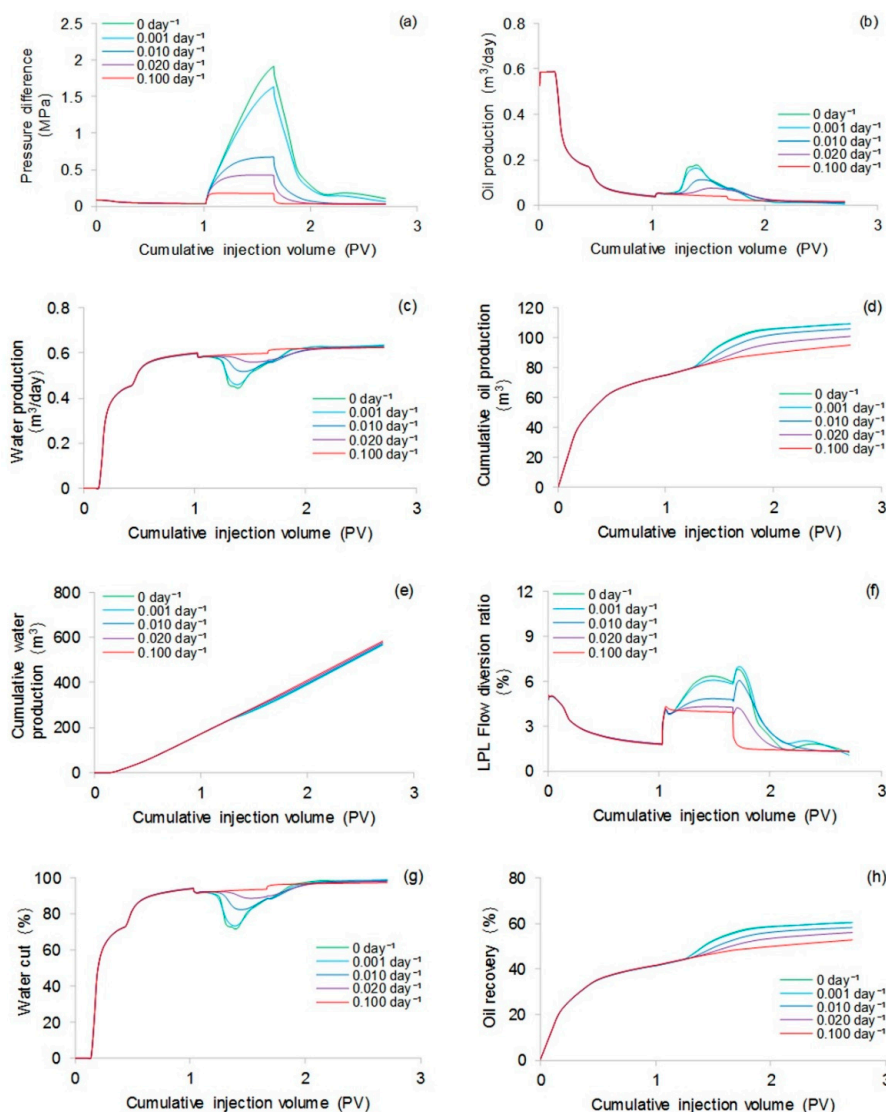 (a)
0 day⁻¹
0.001 day⁻¹
0.010 day⁻¹
0.020 day⁻¹
0.100 day⁻¹
2.5
2
1.5
1
0.5
0
Pressure difference
(MPa)
0 1 2 3
Cumulative injection volume (PV)
(b)
0.8
0.6
0.4
0.2
0
Oil production (m³/day)
0 day⁻¹
0.001 day⁻¹
0.010 day⁻¹
0.020 day⁻¹
0.100 day⁻¹
0 1 2 3
Cumulative injection volume (PV)
(c)
0.8
0.6
0.4
0.2
0
Water production
(m³/day)
0 day⁻¹
0.001 day⁻¹
0.010 day⁻¹
0.020 day⁻¹
0.100 day⁻¹
0 1 2 3
Cumulative injection volume (PV)
(d)
120
100
80
60
40
20
0
Cumulative oil production
(m³)
0 day⁻¹
0.001 day⁻¹
0.010 day⁻¹
0.020 day⁻¹
0.100 day⁻¹
0 1 2 3
Cumulative injection volume (PV)
(e)
800
600
400
200
0
Cumulative water
production (m³)
0 day⁻¹
0.001 day⁻¹
0.010 day⁻¹
0.020 day⁻¹
0.100 day⁻¹
0 1 2 3
Cumulative injection volume (PV)
(f)
12
9
6
3
0
LPL Flow diversion ratio
(%)
0 day⁻¹
0.001 day⁻¹
0.010 day⁻¹
0.020 day⁻¹
0.100 day⁻¹
0 1 2 3
Cumulative injection volume (PV)
(g)
100
80
60
40
20
0
Water cut (%)
0 day⁻¹
0.001 day⁻¹
0.010 day⁻¹
0.020 day⁻¹
0.100 day⁻¹
0 1 2 3
Cumulative injection volume (PV)
(h)
80
60
40
20
0
Oil recovery
(%)
0 day⁻¹
0.001 day⁻¹
0.010 day⁻¹
0.020 day⁻¹
0.100 day⁻¹
0 1 2 3
Cumulative injection volume (PV)